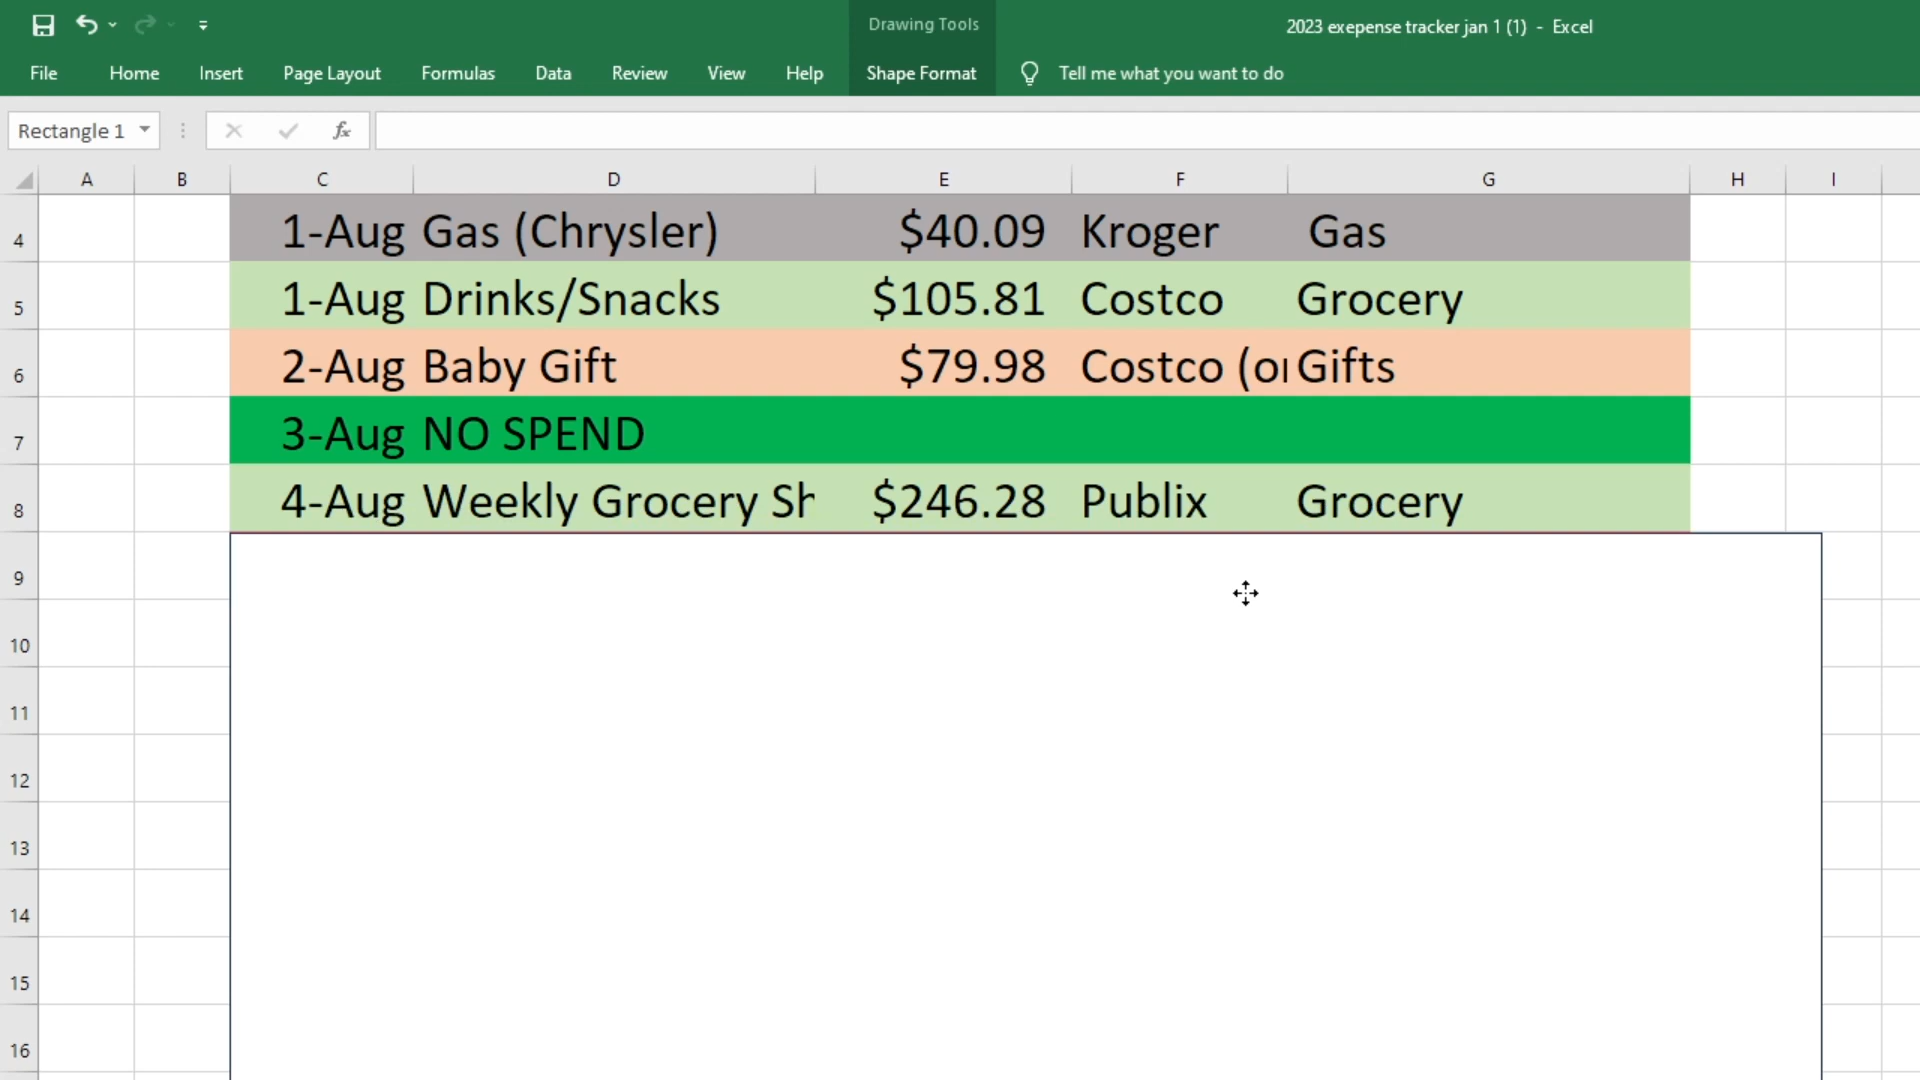 Drawing Tools
2023 exepense tracker jan 1 (1) - Excel
File Home Insert Page Layout Formulas Data Review View Help Shape Format Tell me what you want to do
Rectangle 1 fx
A B C D E F G H I
4 1-Aug Gas (Chrysler) $40.09 Kroger Gas
5 1-Aug Drinks/Snacks $105.81 Costco Grocery
6 2-Aug Baby Gift $79.98 Costco (or Gifts
7 3-Aug NO SPEND
8 4-Aug Weekly Grocery Sh $246.28 Publix Grocery
9
10
11
12
13
14
15
16